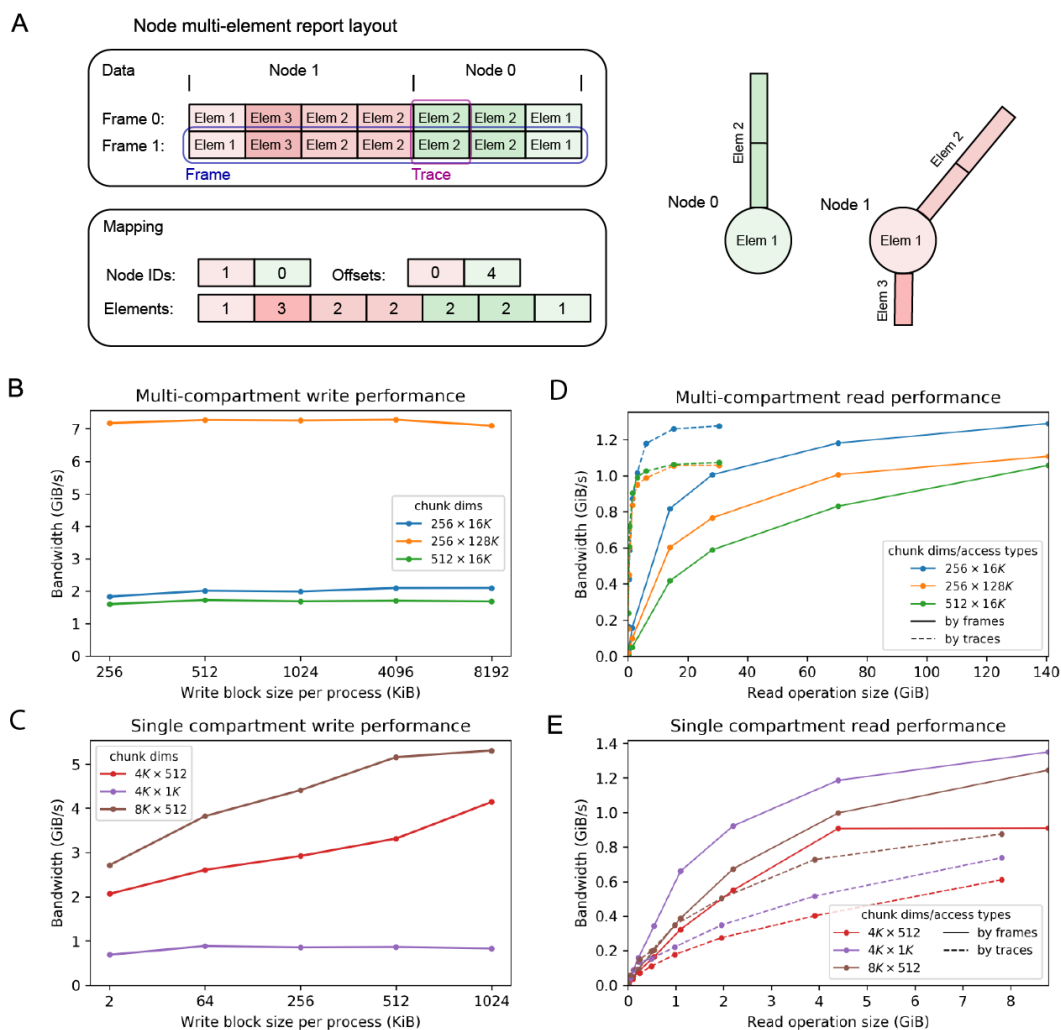 A
Node multi-element report layout
Data Node 1 Node 0
Frame 0: Elem 1 Elem 3 Elem 2 Elem 2 Elem 2 Elem 2 Elem 1
Frame 1: Elem 1 Elem 3 Elem 2 Elem 2 Elem 2 Elem 2 Elem 1
Frame Trace
Mapping
Node IDs: 1 0 Offsets: 0 4
Elements: 1 3 2 2 2 2 1
Elem 2
Node 0
Elem 1
Elem 2
Node 1
Elem 1
Elem 3
B
Multi-compartment write performance
Bandwidth (GiB/s)
7
6
5
4
3
2
1
0
chunk dims
256 × 16K
256 × 128K
512 × 16K
256 512 1024 4096 8192
Write block size per process (KiB)
C
Single compartment write performance
Bandwidth (GiB/s)
5
4
3
2
1
0
chunk dims
4K × 512
4K × 1K
8K × 512
2 64 256 512 1024
Write block size per process (KiB)
D
Multi-compartment read performance
Bandwidth (GiB/s)
1.2
1.0
0.8
0.6
0.4
0.2
0.0
chunk dims/access types
256 × 16K
256 × 128K
512 × 16K
by frames
by traces
0 20 40 60 80 100 120 140
Read operation size (GiB)
E
Single compartment read performance
Bandwidth (GiB/s)
1.4
1.2
1.0
0.8
0.6
0.4
0.2
0.0
chunk dims/access types
4K × 512 by frames
4K × 1K by traces
8K × 512
0 1 2 3 4 5 6 7 8
Read operation size (GiB)